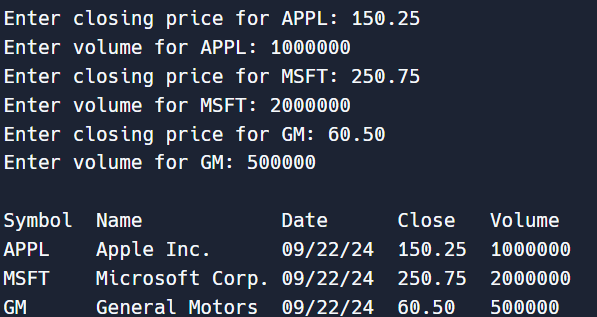 Enter closing price for APPL: 150.25
Enter volume for APPL: 1000000
Enter closing price for MSFT: 250.75
Enter volume for MSFT: 2000000
Enter closing price for GM: 60.50
Enter volume for GM: 500000

Symbol  Name            Date      Close   Volume
APPL    Apple Inc.      09/22/24  150.25  1000000
MSFT    Microsoft Corp. 09/22/24  250.75  2000000
GM      General Motors  09/22/24  60.50   500000